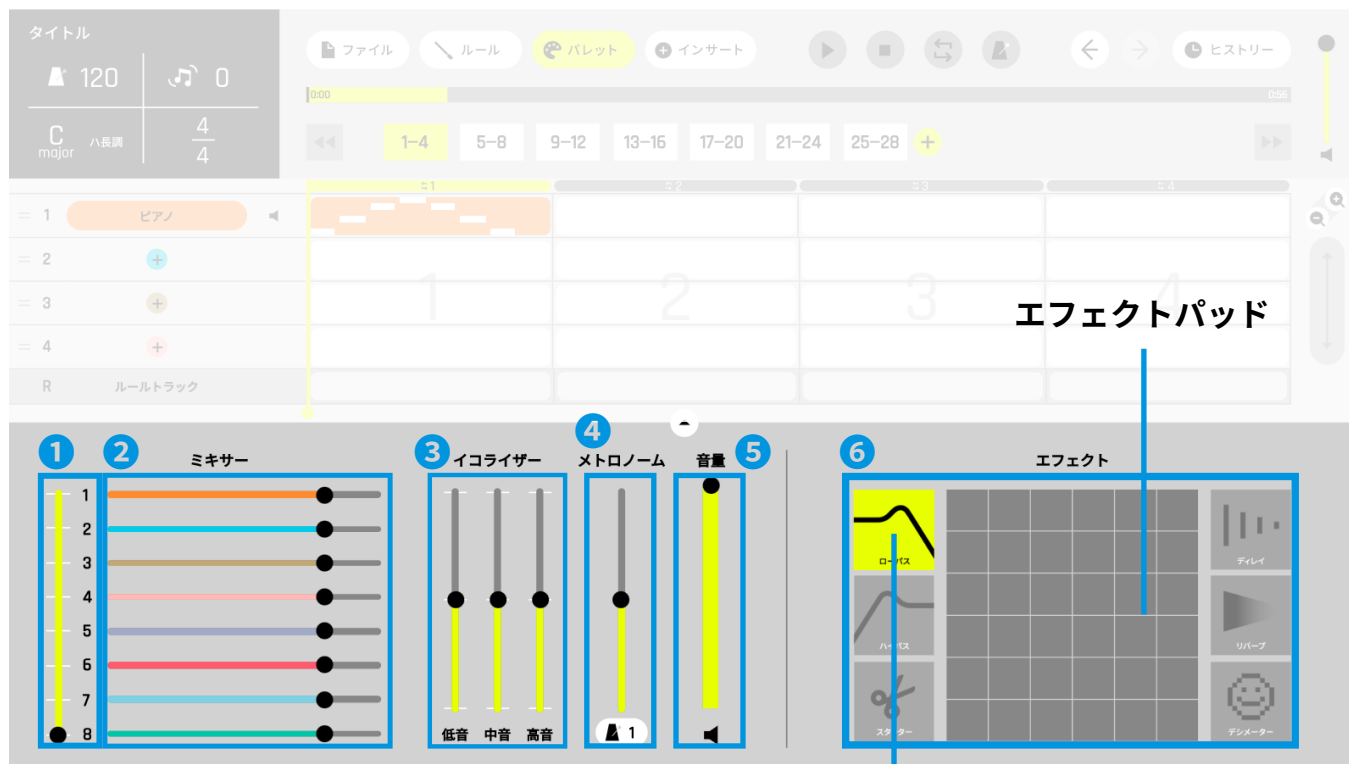 タイトル
120
0
C
major
ハ長調
4
4
ファイル
ルール
パレット
インサート
ヒストリー
0:00
0:56
1–4
5–8
9–12
13–16
17–20
21–24
25–28
1
2
3
4
1
ピアノ
2
3
4
R
ルールトラック
1
2
3
4
エフェクトパッド
1
2
ミキサー
3
イコライザー
4
メトロノーム
音量
5
6
エフェクト
1
2
3
4
5
6
7
8
低音
中音
高音
1
ローパス
ハイパス
スタッター
ディレイ
リバーブ
デシメーター